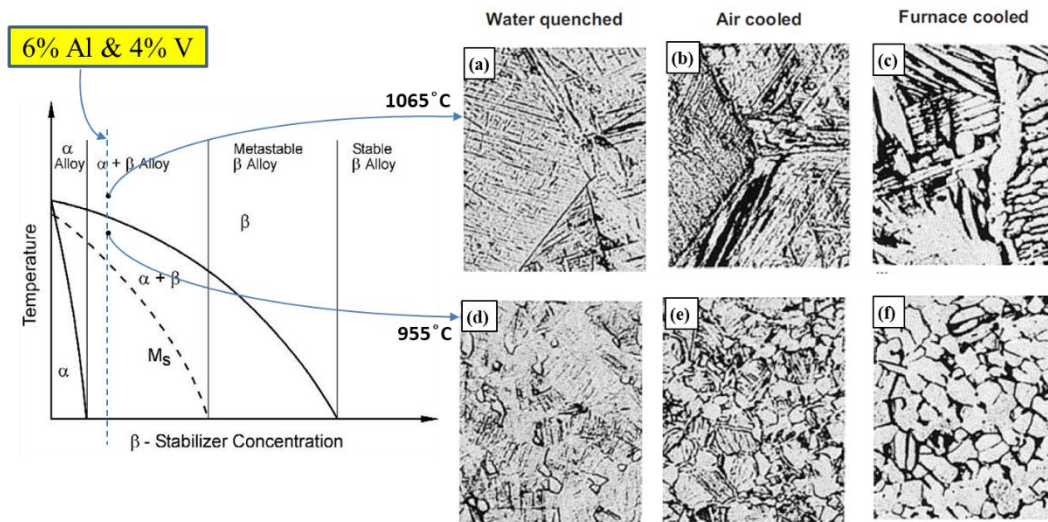 6% Al & 4% V
Water quenched
Air cooled
Furnace cooled
(a)
(b)
(c)
1065°C
α
Alloy
α + β Alloy
Metastable
β Alloy
Stable
β Alloy
β
α + β
Ms
α
Temperature
β - Stabilizer Concentration
955°C
(d)
(e)
(f)